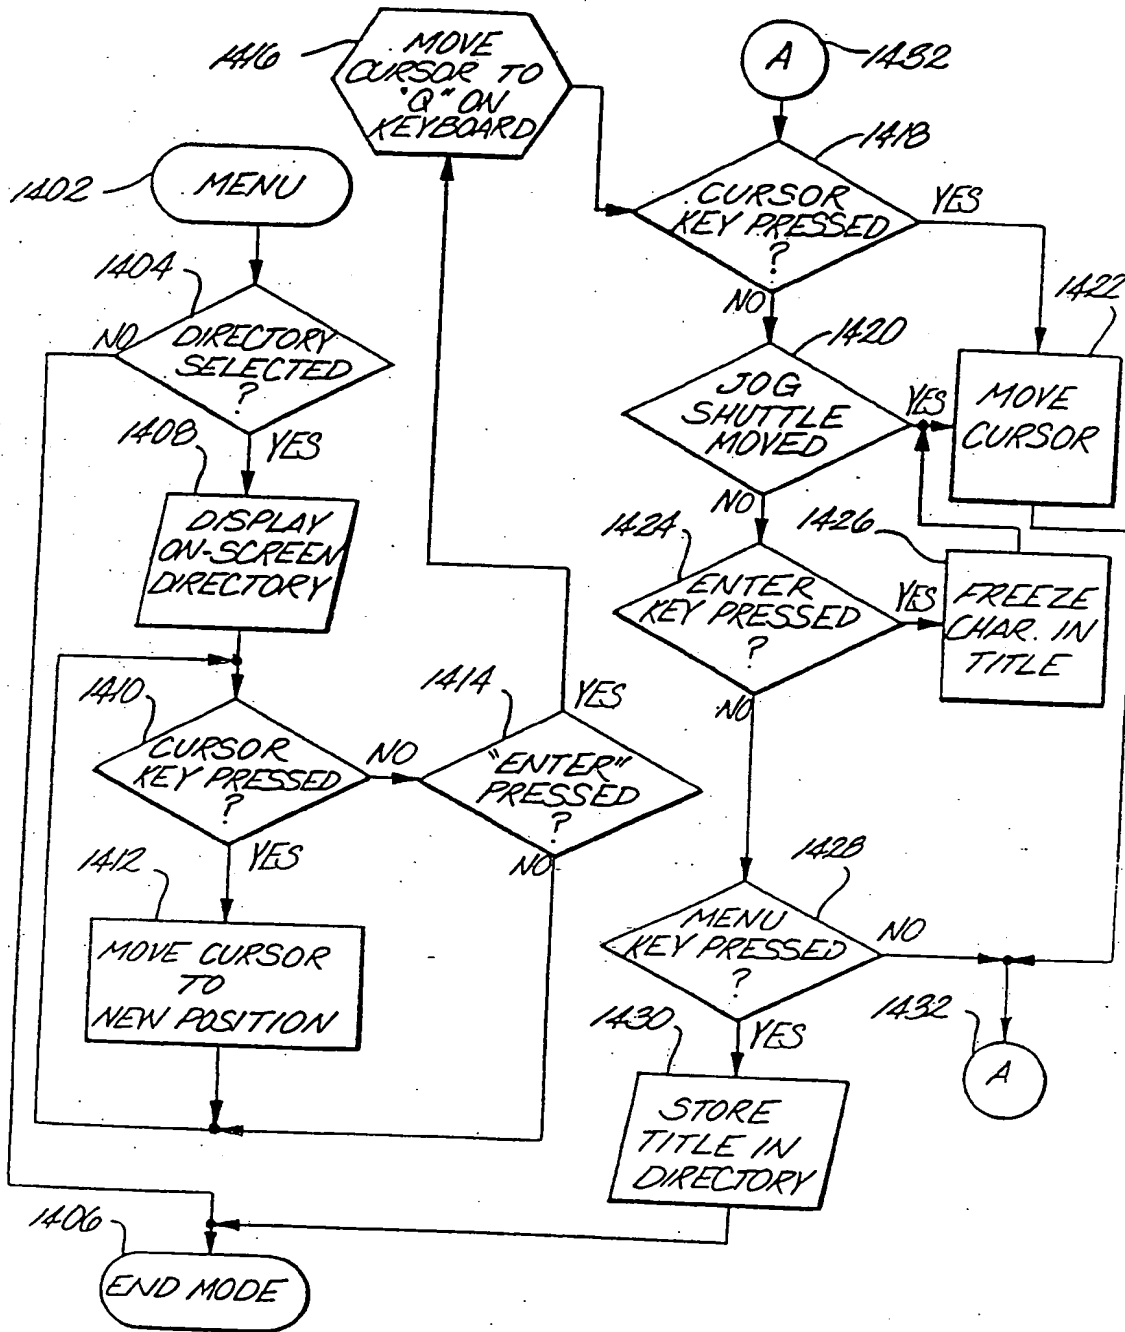 1416
MOVE
CURSOR TO
"Q" ON
KEYBOARD
A
1432
1402
MENU
1418
CURSOR
KEY PRESSED
?
YES
NO
1404
DIRECTORY
SELECTED
?
NO
YES
1422
MOVE
CURSOR
1420
JOG
SHUTTLE
MOVED
YES
NO
1408
DISPLAY
ON-SCREEN
DIRECTORY
1424
ENTER
KEY PRESSED
?
YES
NO
1426
FREEZE
CHAR. IN
TITLE
1410
CURSOR
KEY PRESSED
?
NO
YES
1414
"ENTER"
PRESSED
?
YES
NO
1412
MOVE CURSOR
TO
NEW POSITION
1428
MENU
KEY PRESSED
?
NO
YES
1432
A
1430
STORE
TITLE IN
DIRECTORY
1406
END MODE